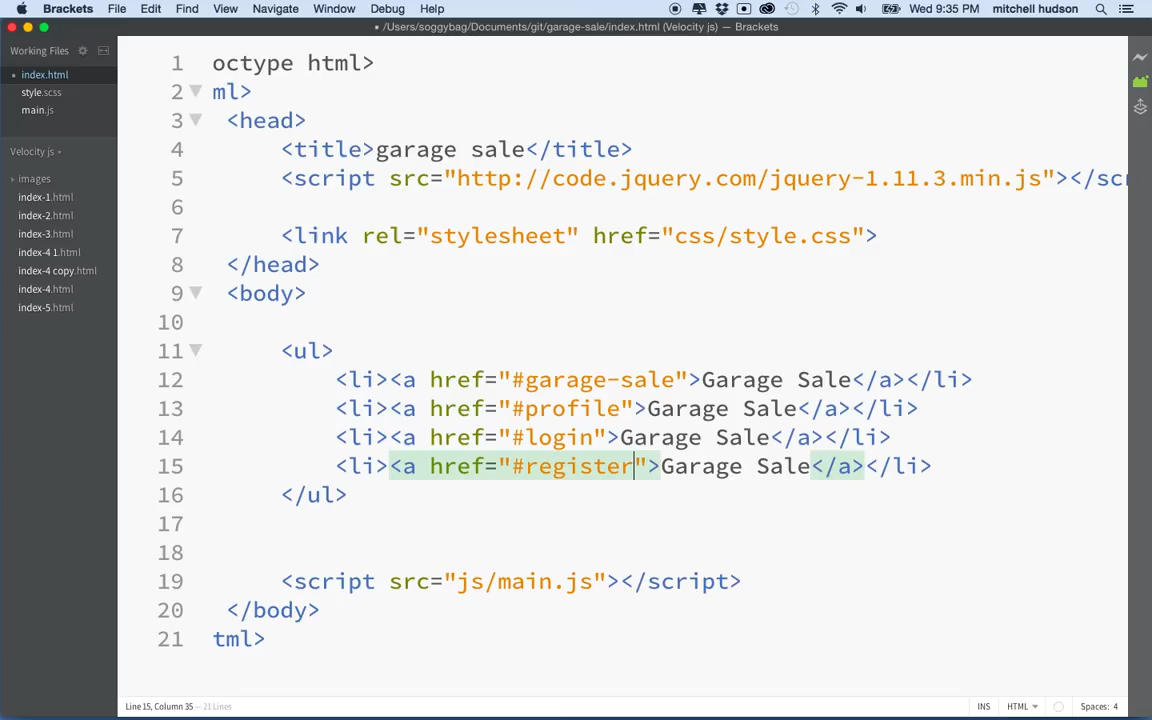 Brackets File Edit Find View Navigate Window Debug Help Wed 9:35 PM mitchell hudson
• /Users/soggybag/Documents/git/garage-sale/index.html (Velocity js) — Brackets
Working Files
index.html
style.scss
main.js
Velocity js
images
index-1.html
index-2.html
index-3.html
index-4 1.html
index-4 copy.html
index-4.html
index-5.html
1 octype html>
2 ml>
3 <head>
4 <title>garage sale</title>
5 <script src="http://code.jquery.com/jquery-1.11.3.min.js"></scr
6
7 <link rel="stylesheet" href="css/style.css">
8 </head>
9 <body>
10
11 <ul>
12 <li><a href="#garage-sale">Garage Sale</a></li>
13 <li><a href="#profile">Garage Sale</a></li>
14 <li><a href="#login">Garage Sale</a></li>
15 <li><a href="#register">Garage Sale</a></li>
16 </ul>
17
18
19 <script src="js/main.js"></script>
20 </body>
21 tml>
Line 15, Column 35 — 21 Lines INS HTML Spaces: 4